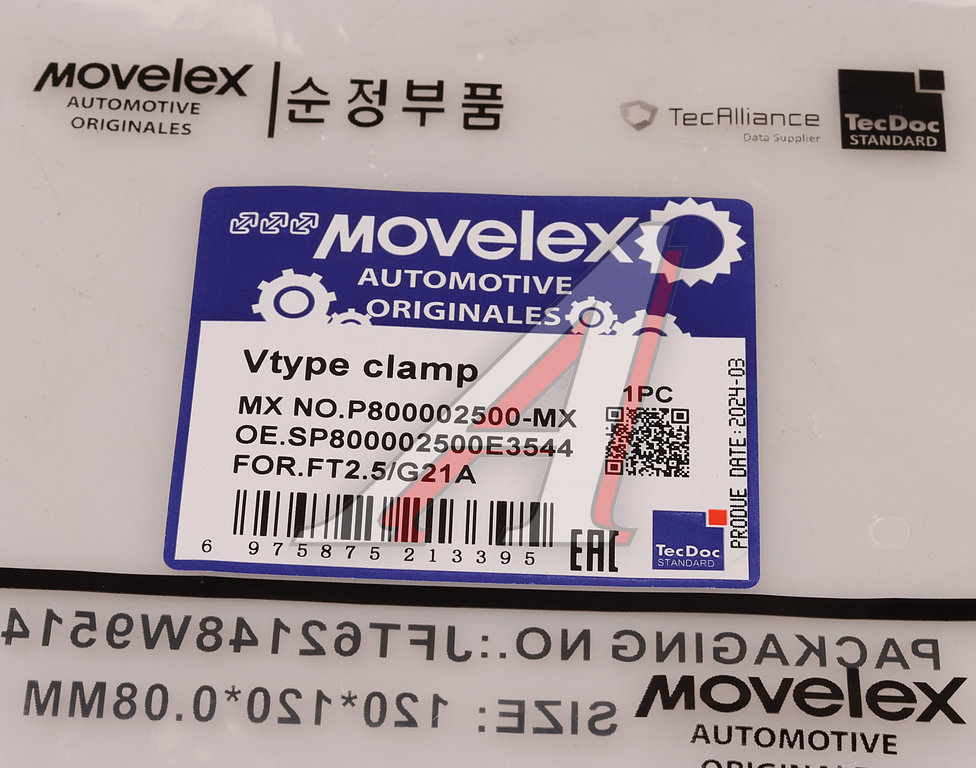 MOVELEX
AUTOMOTIVE
ORIGINALES
순정부품
TecAlliance
Data Supplier
TecDoc
STANDARD
MOVELEX
AUTOMOTIVE
ORIGINALES
Vtype clamp
MX NO.P800002500-MX
OE.SP800002500E3544
FOR.FT2.5/G21A
1PC
PRODUE DATE:2024-03
6 975875 213395
EAC
TecDoc
STANDARD
PACKAGING NO.:JFT62148W9514
SIZE: 120*120*0.08MM
MOVELEX
AUTOMOTIVE
ORIGINALES